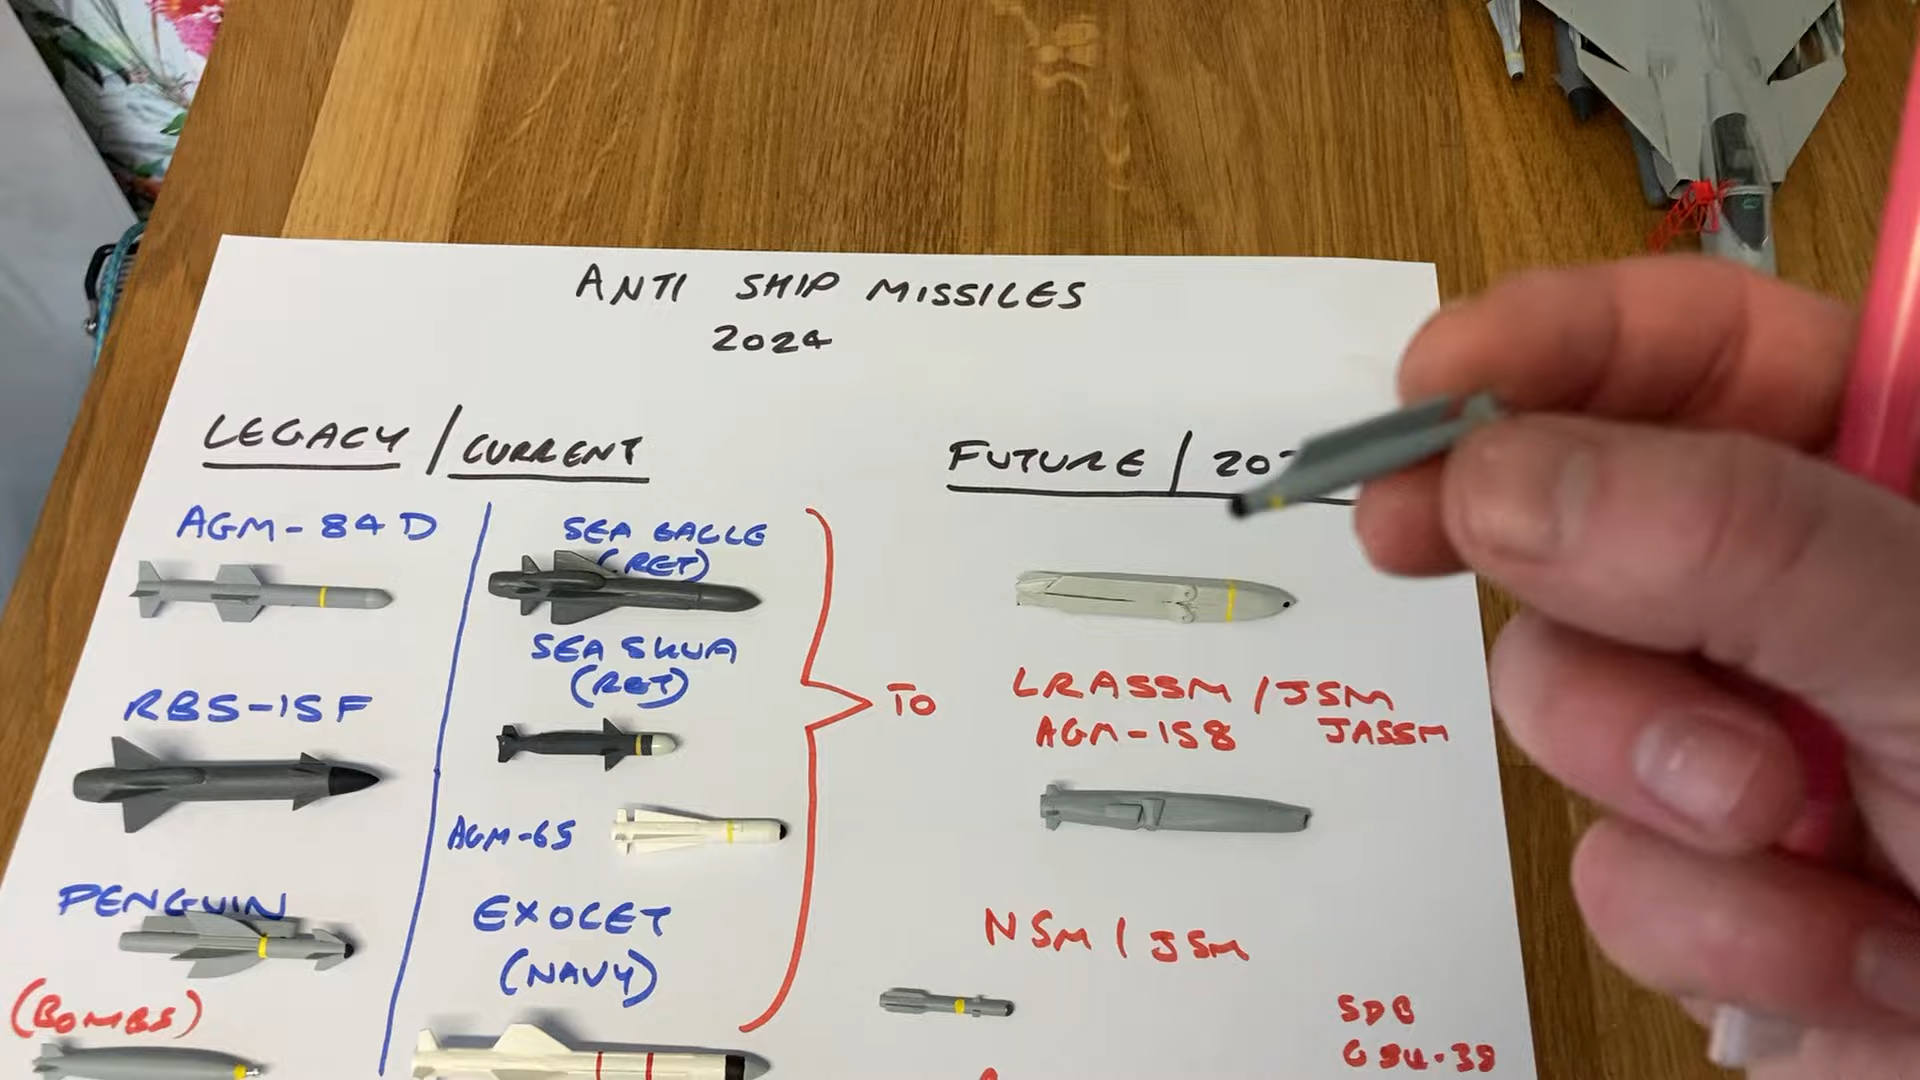 ANTI SHIP MISSILES
2024
LEGACY / CURRENT
FUTURE / 20
AGM-84D
SEA EAGLE
(RET)
SEA SKUA
(RET)
RBS-15F
TO
LRASSM / JSM
AGM-158 JASSM
AGM-65
PENGUIN
EXOCET
(NAVY)
NSM / JSM
(BOMBS)
SDB
GBU-39